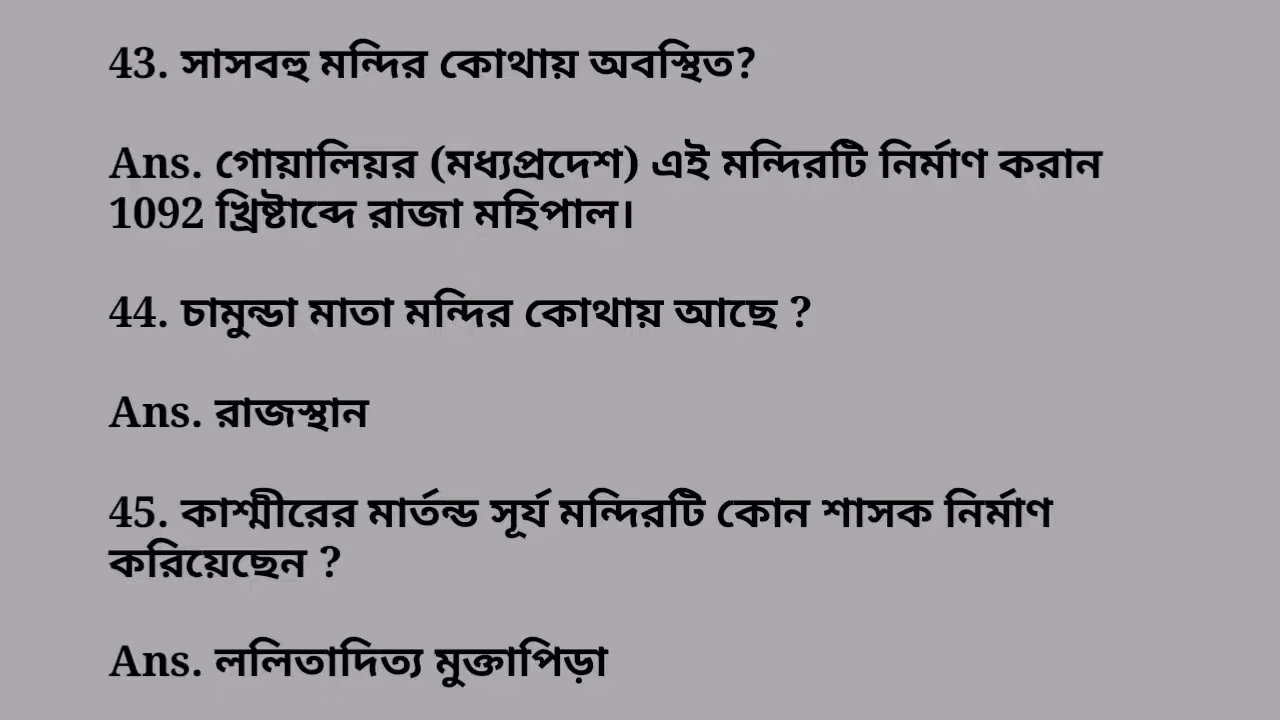 43. সাসবহু মন্দির কোথায় অবস্থিত?
Ans. গোয়ালিয়র (মধ্যপ্রদেশ) এই মন্দিরটি নির্মাণ করান
1092 খ্রিষ্টাব্দে রাজা মহিপাল।
44. চামুন্ডা মাতা মন্দির কোথায় আছে ?
Ans. রাজস্থান
45. কাশ্মীরের মার্তন্ড সূর্য মন্দিরটি কোন শাসক নির্মাণ
করিয়েছেন ?
Ans. ললিতাদিত্য মুক্তাপিড়া